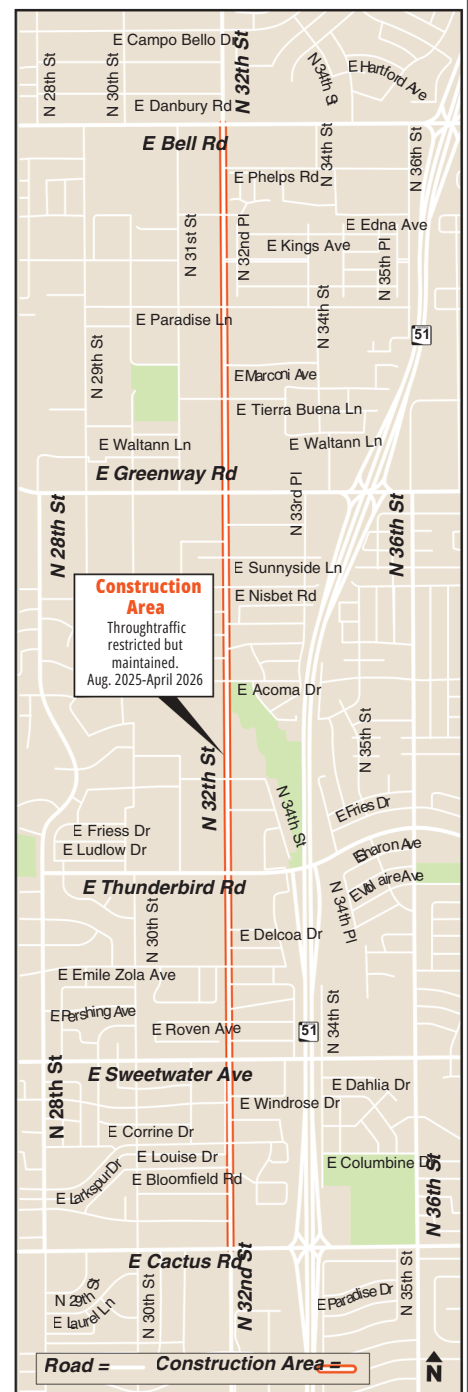 E Campo Bello D
N 32th St
N 28th St
N 30th St
N 34th S
E Hartford Ave
E Danbury Rd
E Bell Rd
N 34th St
N 36th St
E Phelps Rd
N 31st St
N 32nd Pl
E Edna Ave
E Kings Ave
N 35th Pl
E Paradise Ln
N 34th St
51
N 29th St
E Marconi Ave
E Tierra Buena Ln
E Waltann Ln
E Waltann Ln
E Greenway Rd
N 33rd Pl
N 28th St
N 36th St
E Sunnyside Ln
E Nisbet Rd
Construction
Area
Throughtraffic
restricted but
maintained.
Aug. 2025-April 2026
E Acoma Dr
N 35th St
N 32th St
N 34th St
E Fries Dr
E Friess Dr
E Ludlow Dr
E Sharon Ave
E Thunderbird Rd
E Voltaire Ave
N 34th Pl
N 30th St
E Delcoa Dr
E Emile Zola Ave
E Pershing Ave
E Roven Ave
51
N 34th St
N 28th St
E Sweetwater Ave
E Dahlia Dr
E Windrose Dr
E Corrine Dr
E Louise Dr
E Columbine D
N 36th St
E Larkspur Dr
E Bloomfield Rd
E Cactus Rd
N 32nd St
N 29th St
E Laurel Ln
N 30th St
E Paradise Dr
N 35th St
Road =
Construction Area =
N